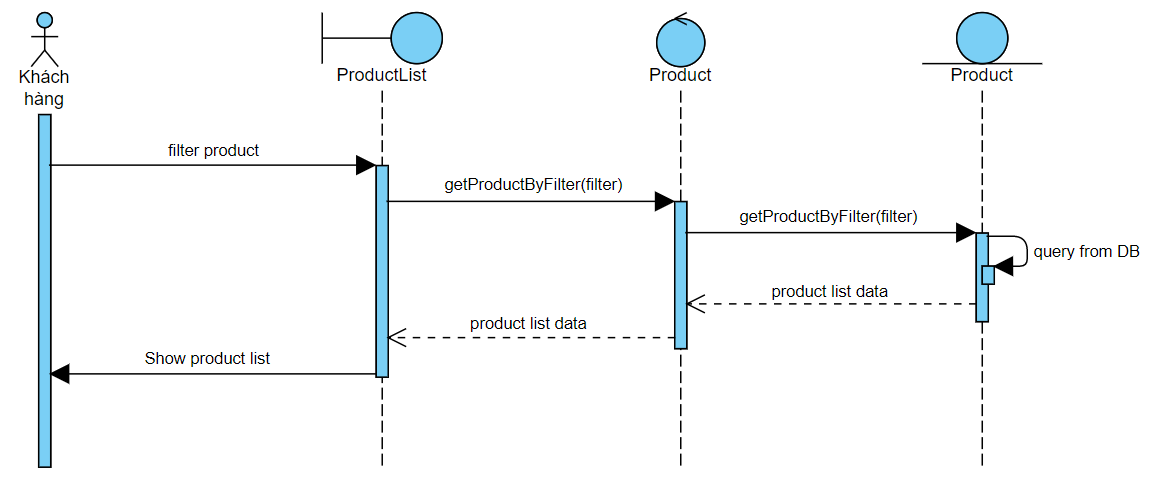 Khách
hàng
ProductList
Product
Product
filter product
getProductByFilter(filter)
getProductByFilter(filter)
query from DB
product list data
product list data
Show product list